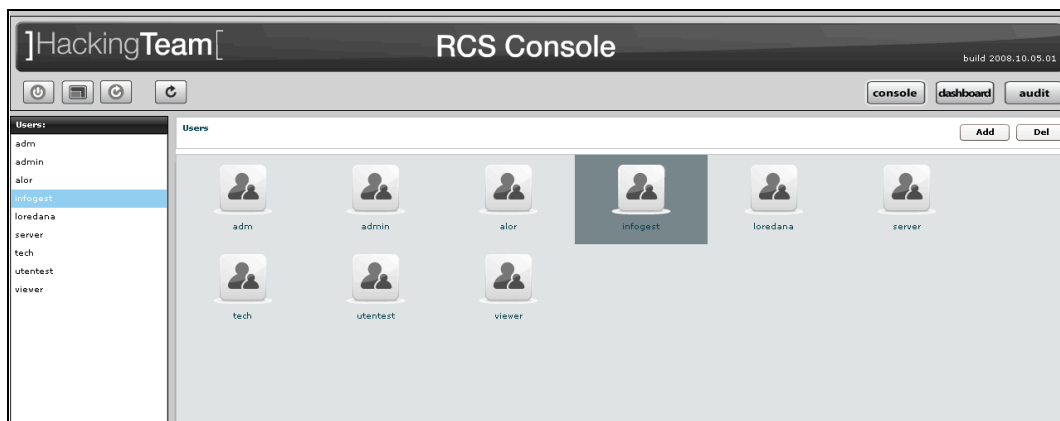 ]HackingTeam[
RCS Console
build 2008.10.05.01
console dashboard audit
Users:
adm
admin
alor
infogest
loredana
server
tech
utentest
viewer
Users
Add Del
adm admin alor infogest loredana server
tech utentest viewer